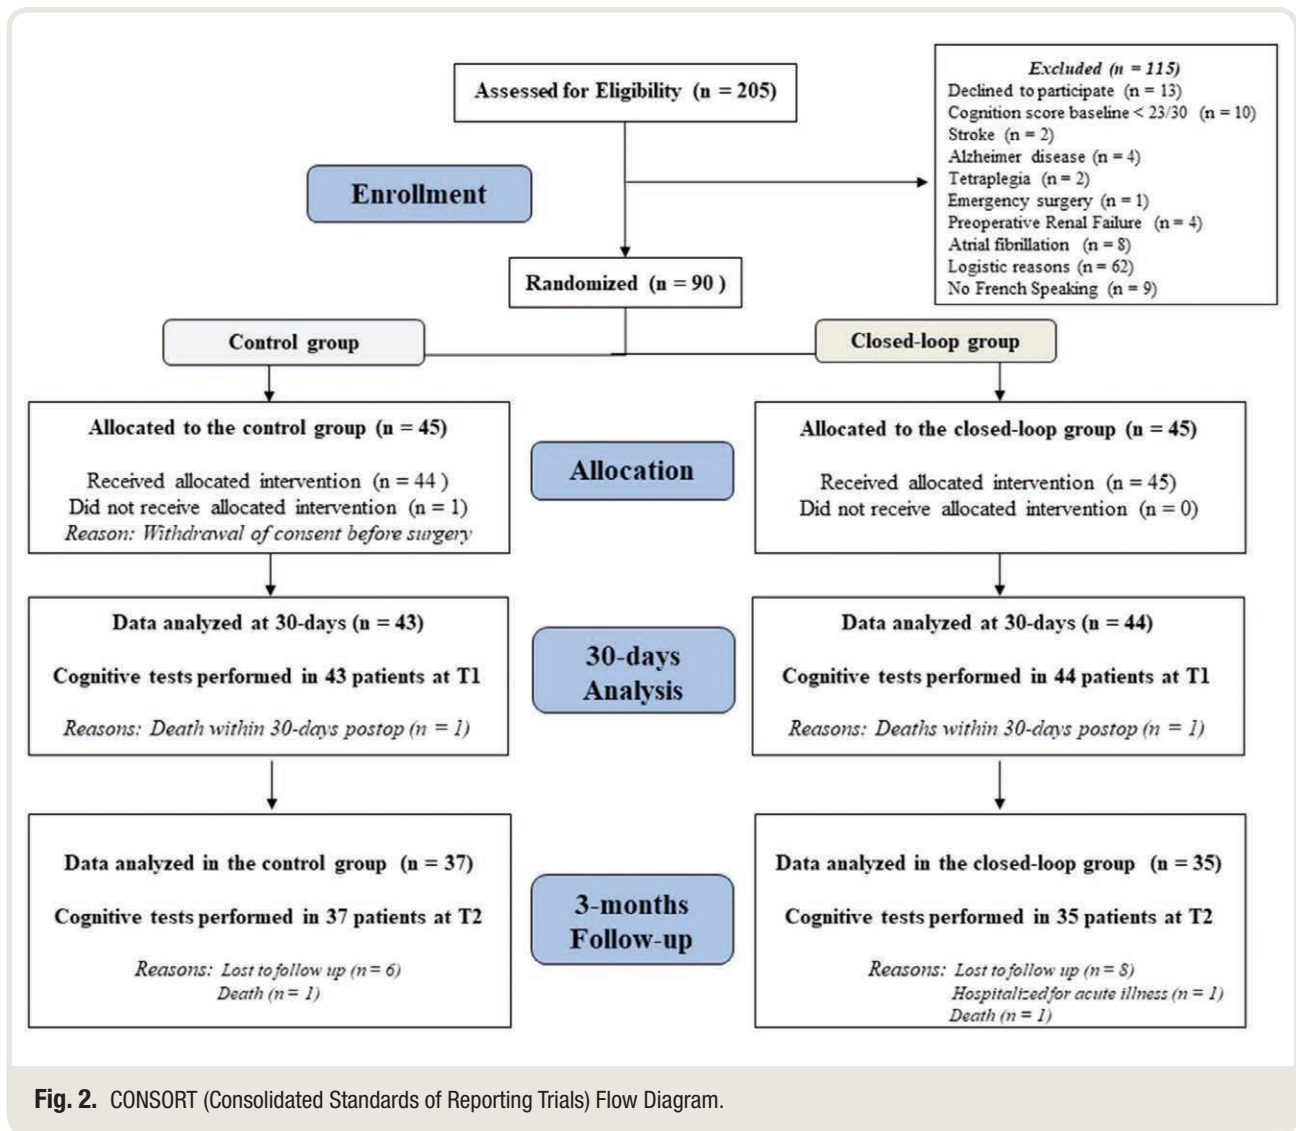 Assessed for Eligibility (n = 205)
Excluded (n = 115)
Declined to participate (n = 13)
Cognition score baseline < 23/30 (n = 10)
Stroke (n = 2)
Alzheimer disease (n = 4)
Tetraplegia (n = 2)
Emergency surgery (n = 1)
Preoperative Renal Failure (n = 4)
Atrial fibrillation (n = 8)
Logistic reasons (n = 62)
No French Speaking (n = 9)
Enrollment
Randomized (n = 90 )
Control group
Closed-loop group
Allocated to the control group (n = 45)
Received allocated intervention (n = 44 )
Did not receive allocated intervention (n = 1)
Reason: Withdrawal of consent before surgery
Allocation
Allocated to the closed-loop group (n = 45)
Received allocated intervention (n = 45)
Did not receive allocated intervention (n = 0)
Data analyzed at 30-days (n = 43)
Cognitive tests performed in 43 patients at T1
Reasons: Death within 30-days postop (n = 1)
30-days
Analysis
Data analyzed at 30-days (n = 44)
Cognitive tests performed in 44 patients at T1
Reasons: Deaths within 30-days postop (n = 1)
Data analyzed in the control group (n = 37)
Cognitive tests performed in 37 patients at T2
Reasons: Lost to follow up (n = 6)
Death (n = 1)
3-months
Follow-up
Data analyzed in the closed-loop group (n = 35)
Cognitive tests performed in 35 patients at T2
Reasons: Lost to follow up (n = 8)
Hospitalized for acute illness (n = 1)
Death (n = 1)
Fig. 2. CONSORT (Consolidated Standards of Reporting Trials) Flow Diagram.